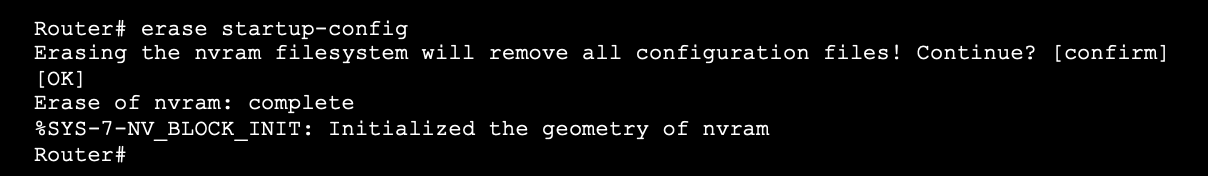 Router# erase startup-config
Erasing the nvram filesystem will remove all configuration files! Continue? [confirm]
[OK]
Erase of nvram: complete
%SYS-7-NV_BLOCK_INIT: Initialized the geometry of nvram
Router#